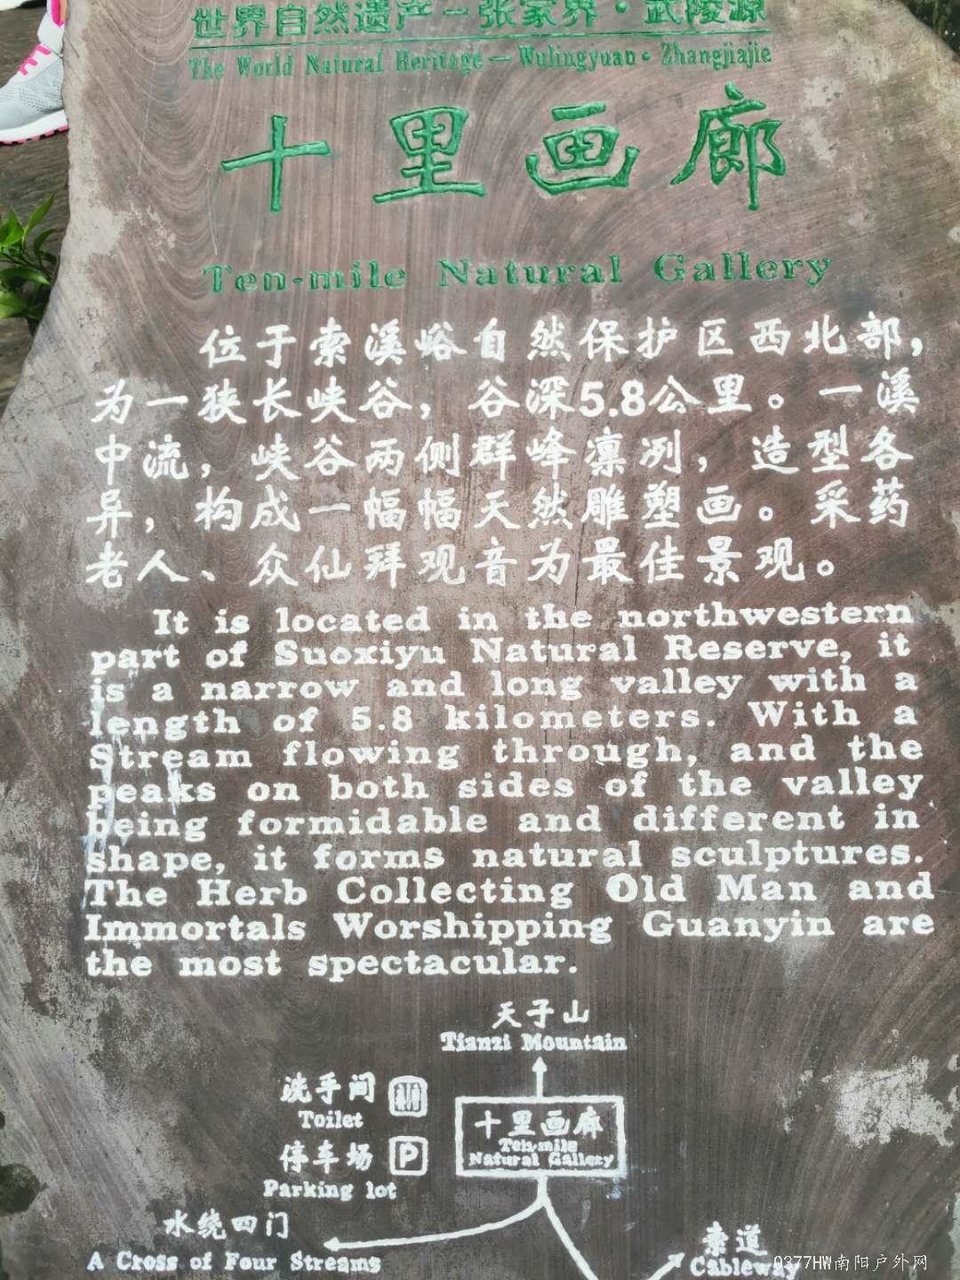 世界自然遗产－张家界·武陵源
The World Natural Heritage — Wulingyuan · Zhangjiajie
十里画廊
Ten-mile Natural Gallery
位于索溪峪自然保护区西北部，
为一狭长峡谷，谷深5.8公里。一溪
中流，峡谷两侧群峰凛冽，造型各
异，构成一幅幅天然雕塑画。采药
老人、众仙拜观音为最佳景观。
It is located in the northwestern
part of Suoxiyu Natural Reserve, it
is a narrow and long valley with a
length of 5.8 kilometers. With a
Stream flowing through, and the
peaks on both sides of the valley
being formidable and different in
shape, it forms natural sculptures.
The Herb Collecting Old Man and
Immortals Worshipping Guanyin are
the most spectacular.
天子山
Tianzi Mountain
洗手间
Toilet
十里画廊
Ten-mile
Natural Gallery
停车场 P
Parking lot
水绕四门
A Cross of Four Streams
索道
Cableway
0377HW南阳户外网